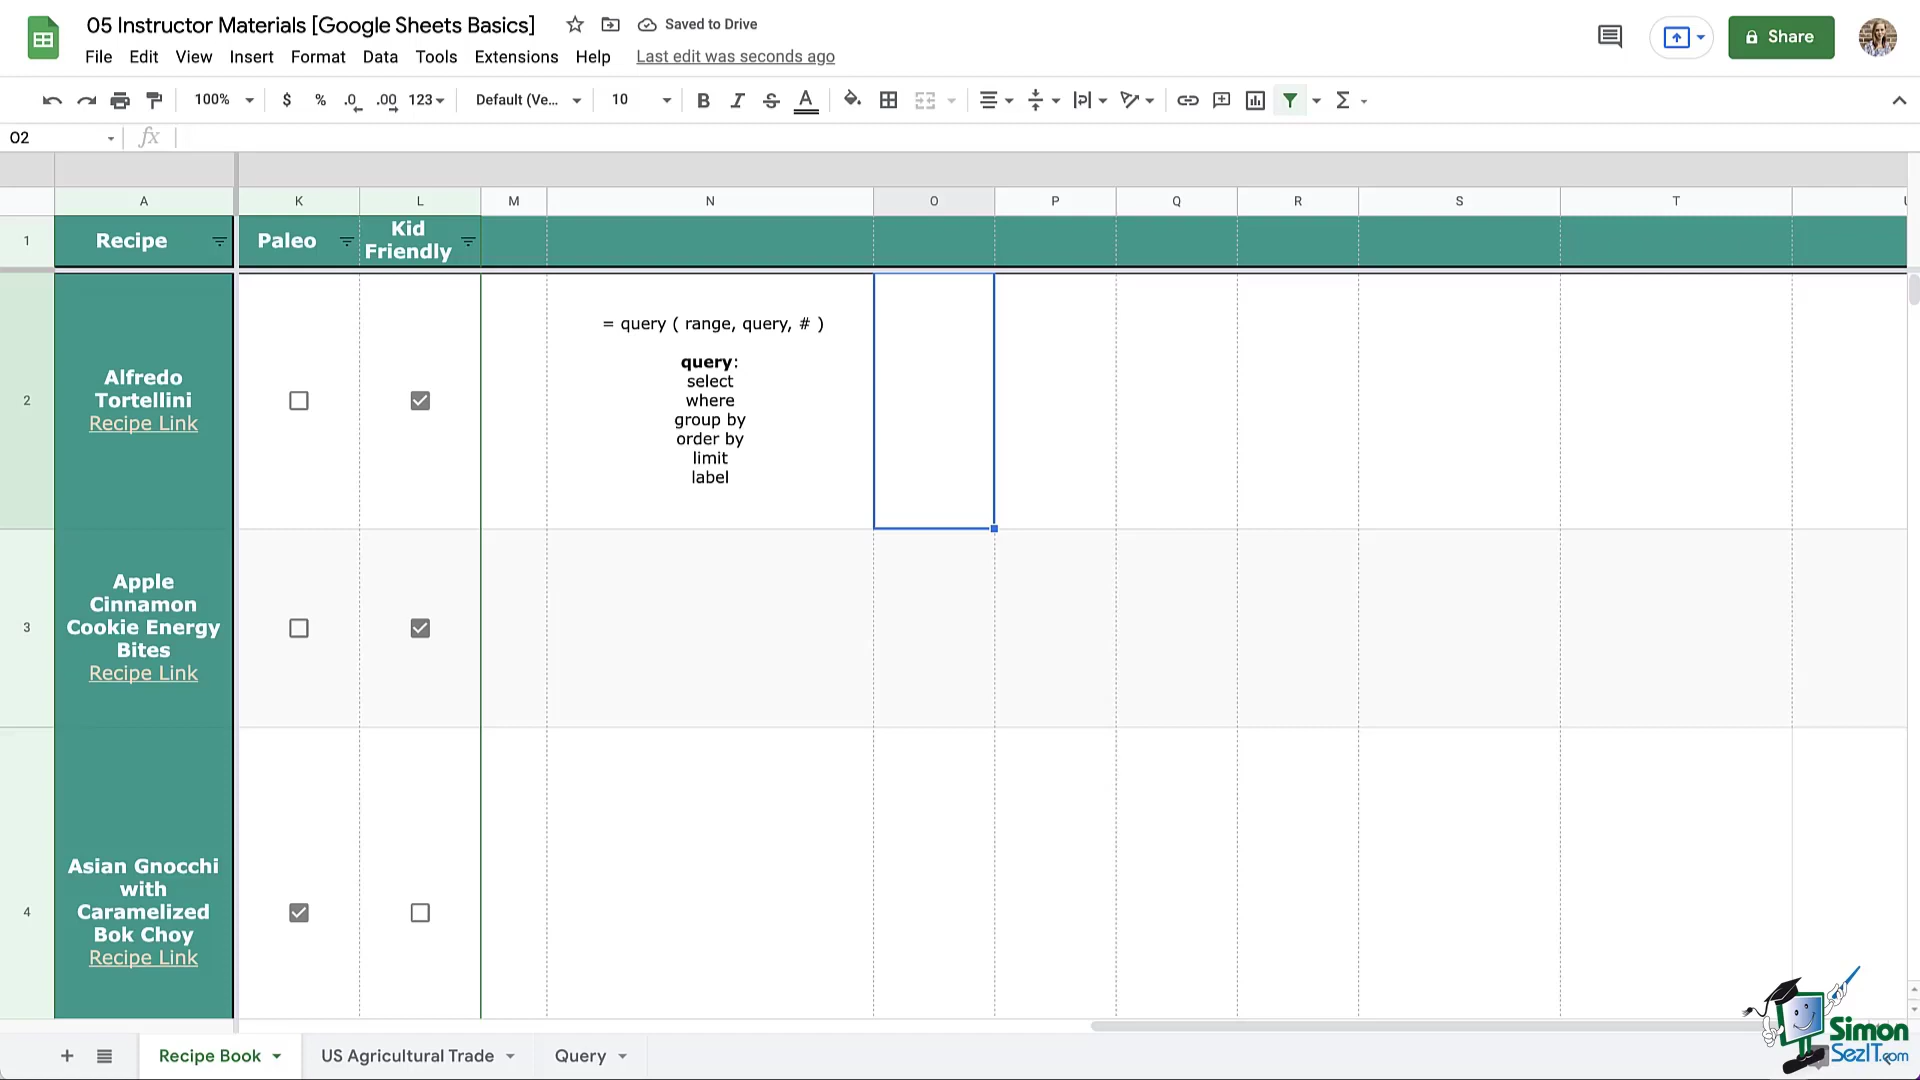 05 Instructor Materials [Google Sheets Basics] Saved to Drive
File Edit View Insert Format Data Tools Extensions Help Last edit was seconds ago
Share
100% $ % .0 .00 123 Default (Ve... 10 B I S A Σ
O2 fx
A K L M N O P Q R S T
1 Recipe Paleo Kid
Friendly
2
Alfredo
Tortellini
Recipe Link
= query ( range, query, # )
query:
select
where
group by
order by
limit
label
3
Apple
Cinnamon
Cookie Energy
Bites
Recipe Link
4
Asian Gnocchi
with
Caramelized
Bok Choy
Recipe Link
Simon
SezIT.com
+ Recipe Book US Agricultural Trade Query